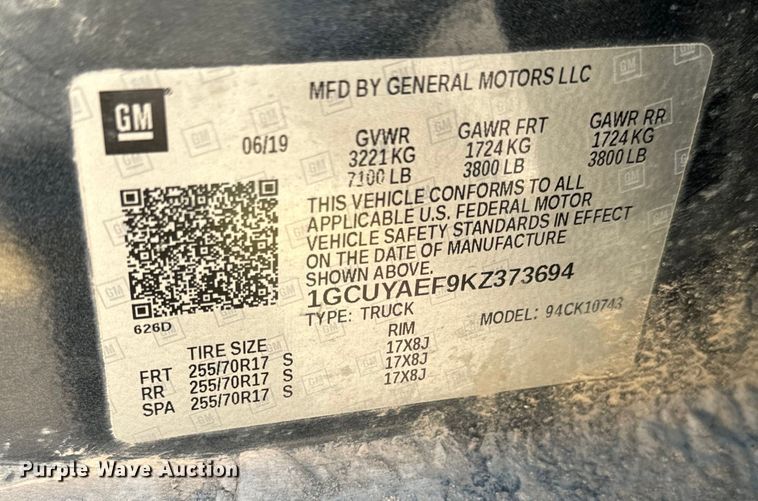 MFD BY GENERAL MOTORS LLC
GM
06/19
GVWR GAWR FRT GAWR RR
3221 KG 1724 KG 1724 KG
7100 LB 3800 LB 3800 LB
THIS VEHICLE CONFORMS TO ALL
APPLICABLE U.S. FEDERAL MOTOR
VEHICLE SAFETY STANDARDS IN EFFECT
ON THE DATE OF MANUFACTURE
SHOWN ABOVE.
1GCUYAEF9KZ373694
626D
TYPE: TRUCK MODEL: 94CK10743
TIRE SIZE RIM
FRT 255/70R17 S 17X8J
RR 255/70R17 S 17X8J
SPA 255/70R17 S 17X8J
Purple Wave Auction